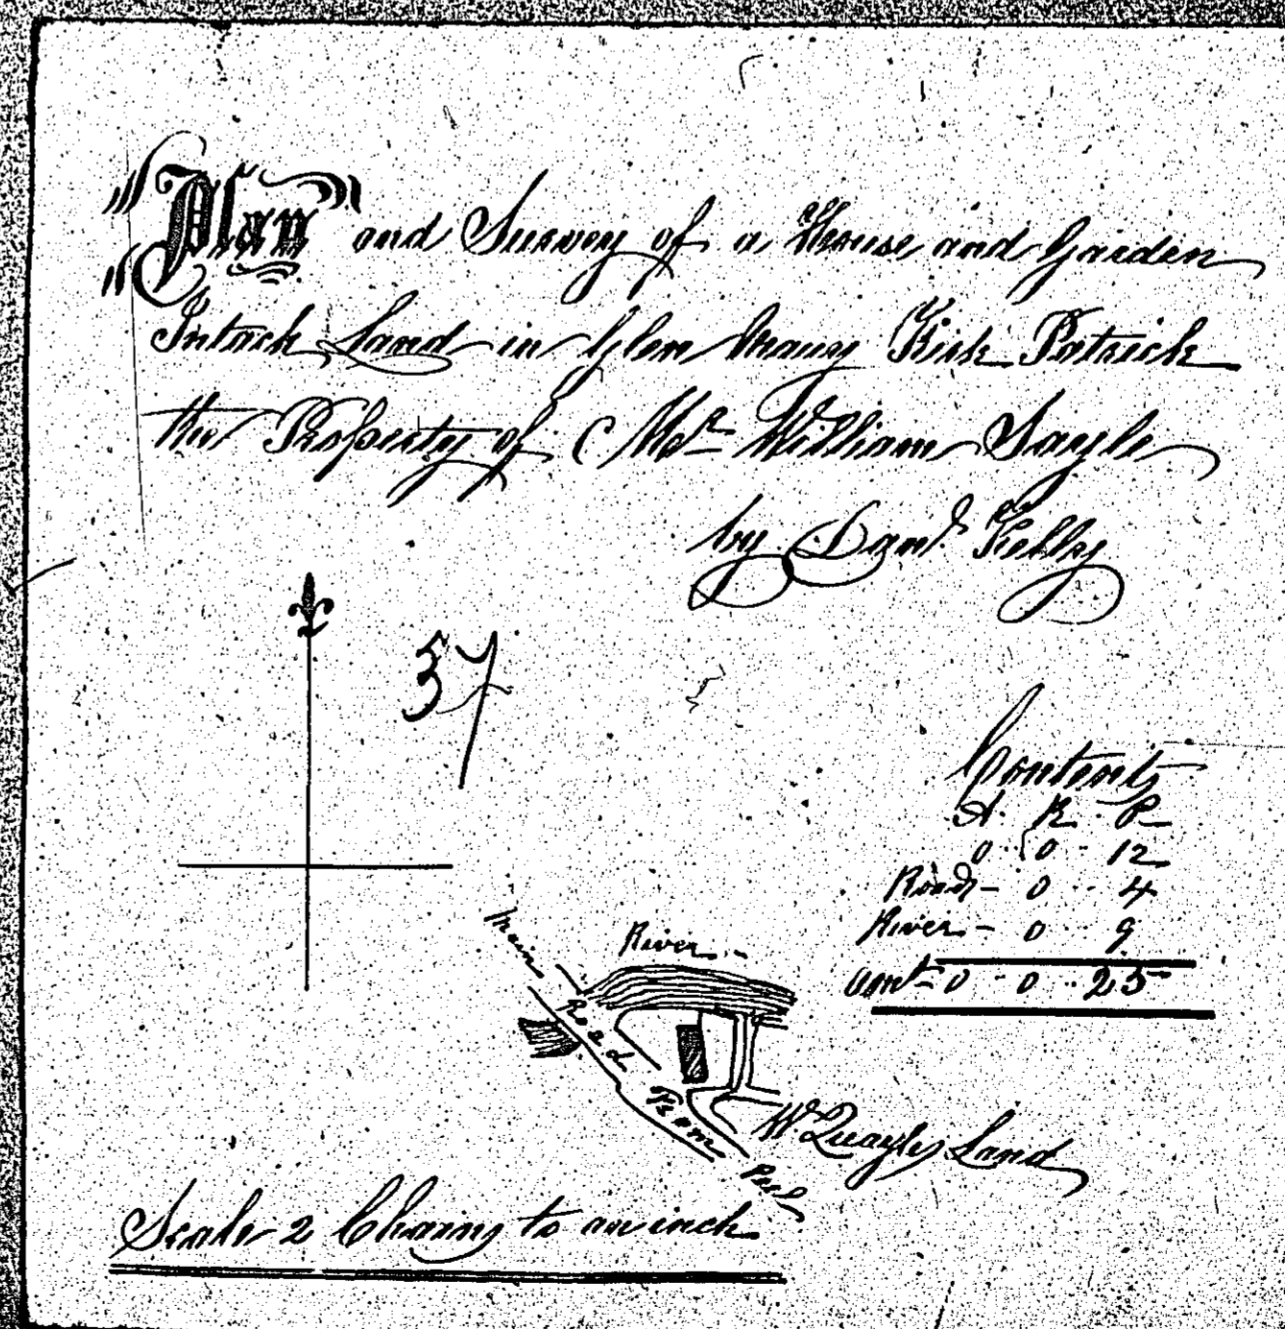 "Plan" and Survey of a House and Garden
Intack Land in Glen Kirk Patrick
the Property of Mr William Sayle
by Danl. Kelly
57
Contents
A. R. P
0 . 0 . 12
Road - 0 . 4
River - 0 . 9
amt - 0 - 0 . 25
River
Main Road From Peel
W Quayles Land
Scale 2 Chains to an inch